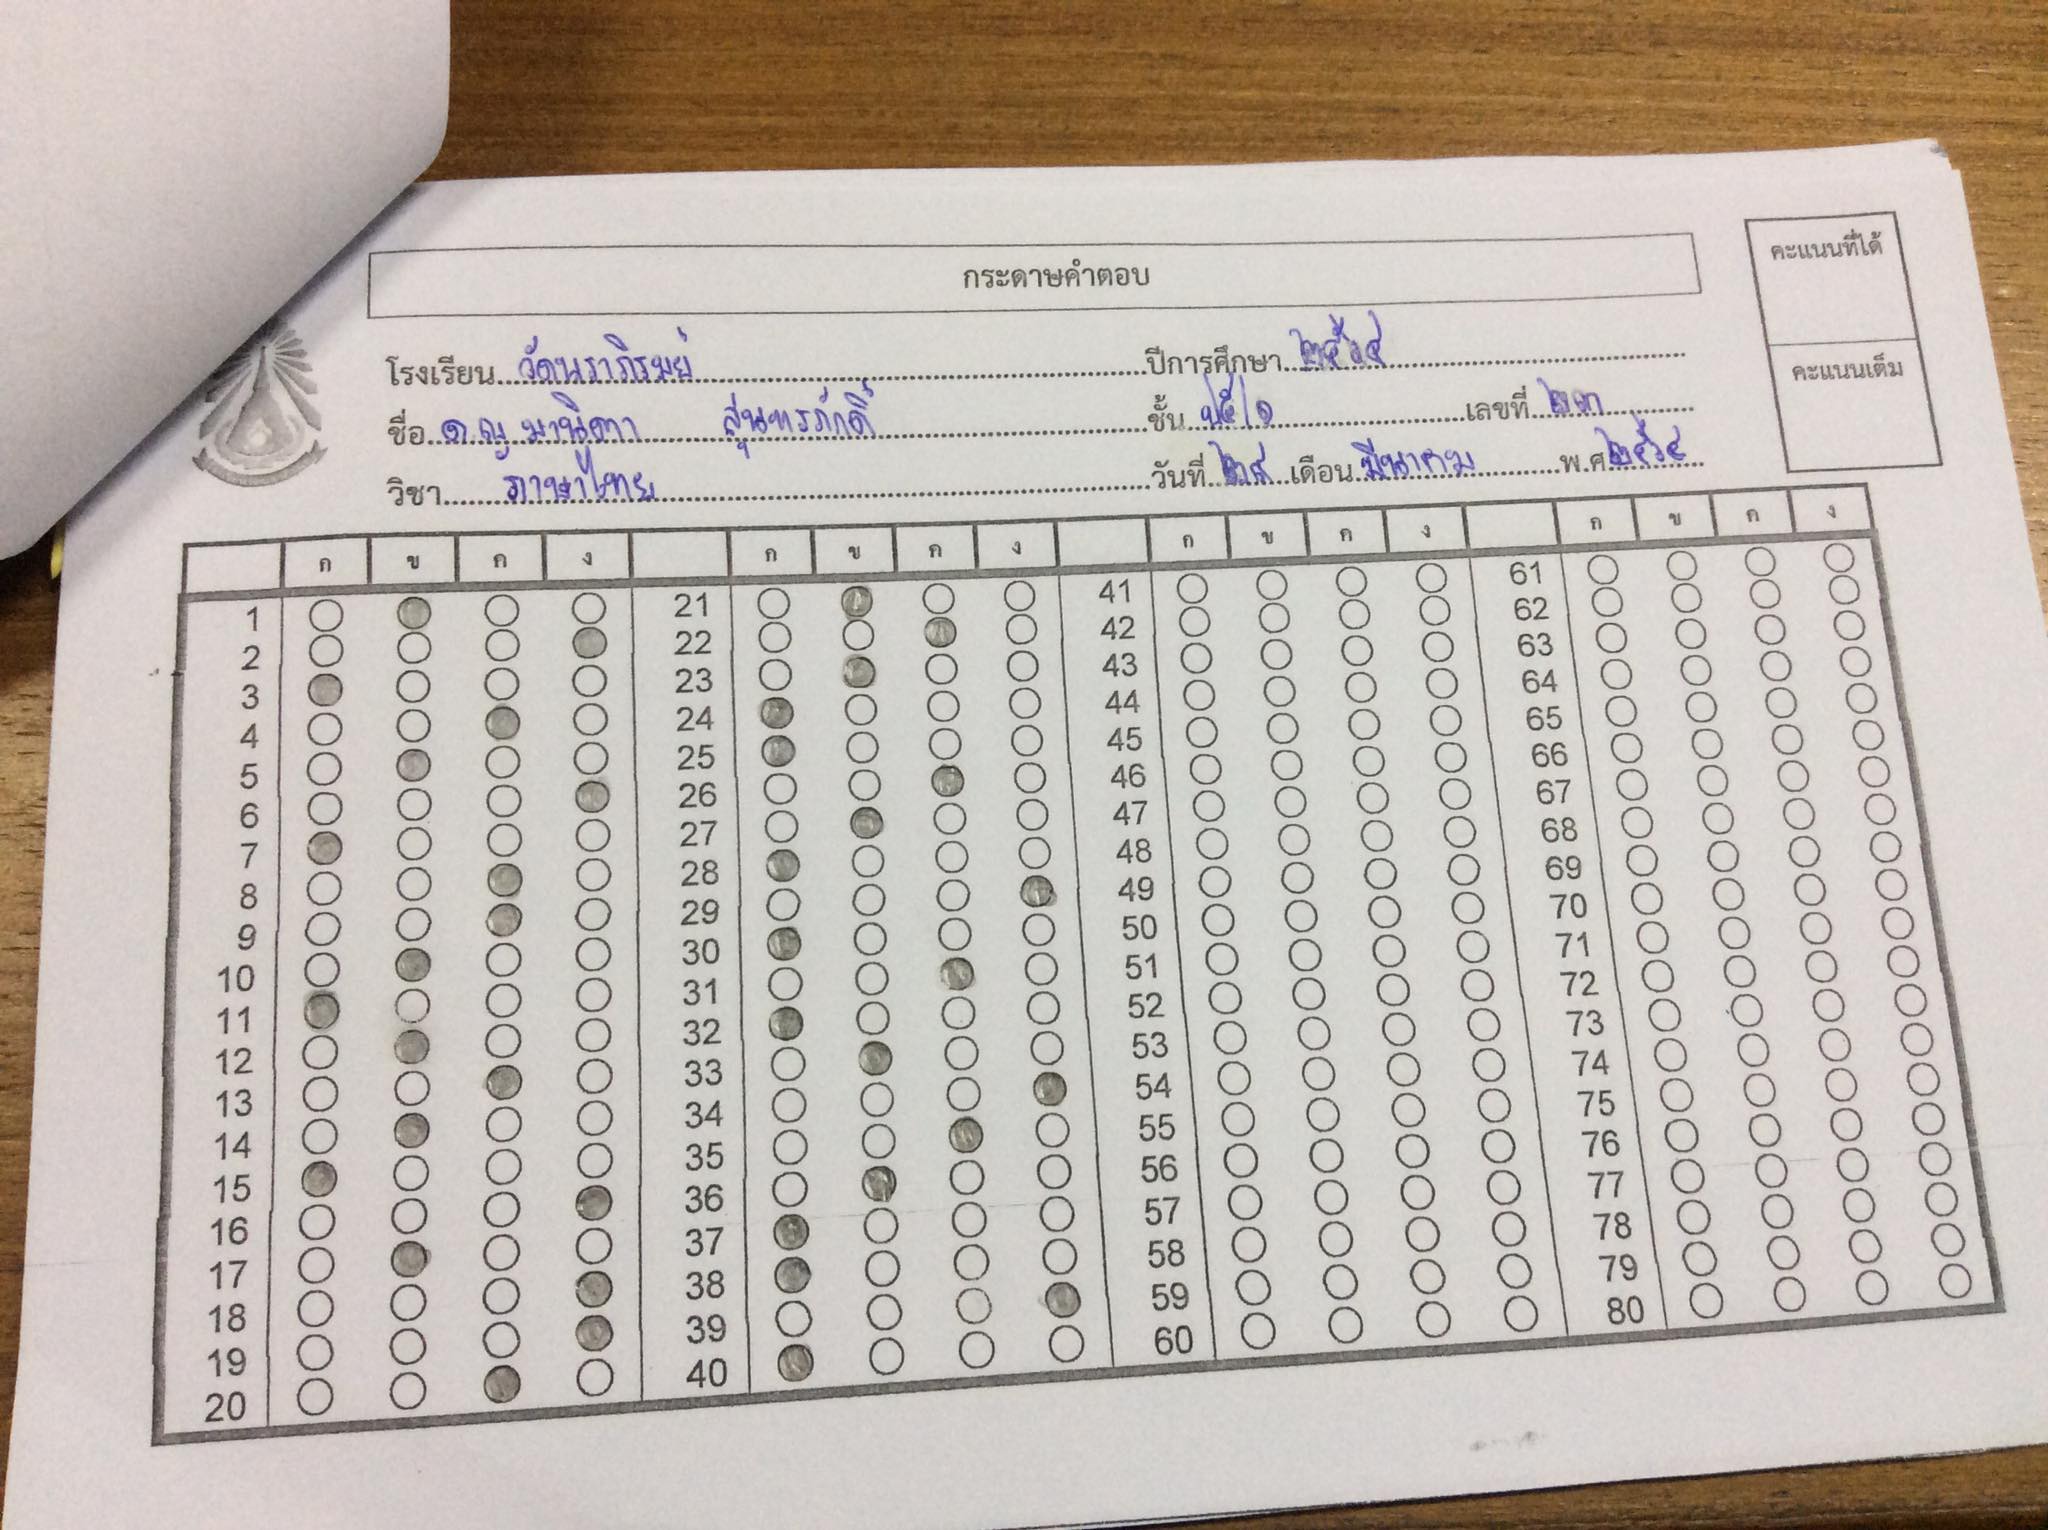 กระดาษคำตอบ
คะแนนที่ได้
คะแนนเต็ม
โรงเรียน วัดนราภิรมย์ ปีการศึกษา ๒๕๖๔
ชื่อ ด.ญ มานิดา สุนทรภักดิ์ ชั้น ป๕/๑ เลขที่ ๒๓
วิชา ภาษาไทย วันที่ ๒๙ เดือน มีนาคม พ.ศ ๒๕๖๔
ก ข ค ง ก ข ค ง ก ข ค ง ก ข ค ง
1 21 41 61
2 22 42 62
3 23 43 63
4 24 44 64
5 25 45 65
6 26 46 66
7 27 47 67
8 28 48 68
9 29 49 69
10 30 50 70
11 31 51 71
12 32 52 72
13 33 53 73
14 34 54 74
15 35 55 75
16 36 56 76
17 37 57 77
18 38 58 78
19 39 59 79
20 40 60 80